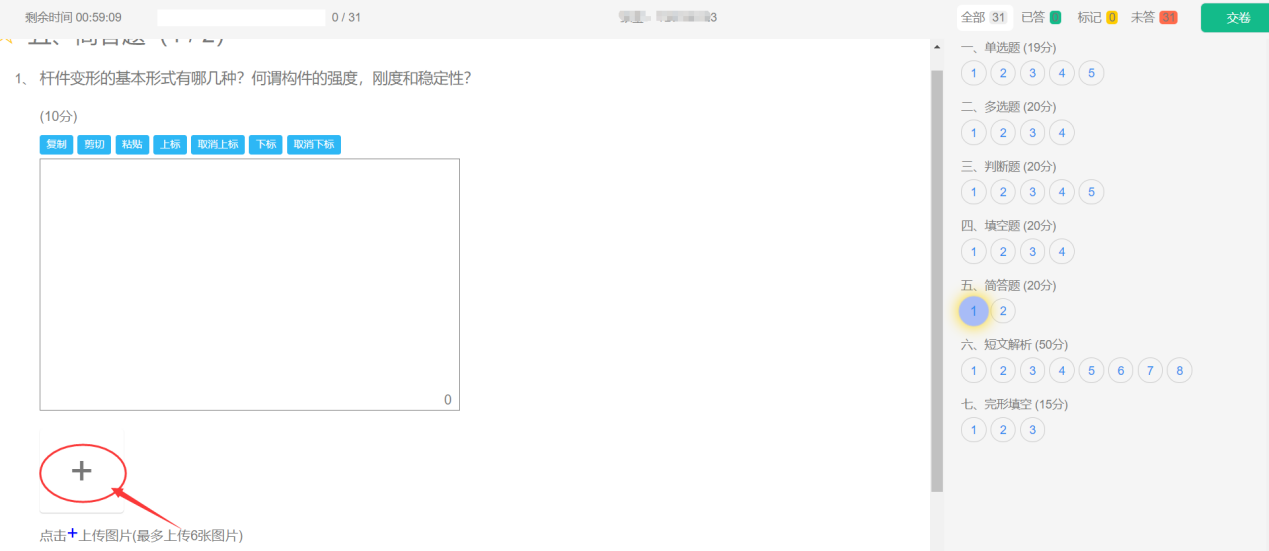 剩余时间 00:59:09
0 / 31
3
全部 31 已答 0 标记 0 未答 31
交卷
五、简答题 (1 / 2)
1、杆件变形的基本形式有哪几种？何谓构件的强度，刚度和稳定性？
(10分)
复制 剪切 粘贴 上标 取消上标 下标 取消下标
0
+
点击+上传图片(最多上传6张图片)
一、单选题 (19分)
1 2 3 4 5
二、多选题 (20分)
1 2 3 4
三、判断题 (20分)
1 2 3 4 5
四、填空题 (20分)
1 2 3 4
五、简答题 (20分)
1 2
六、短文解析 (50分)
1 2 3 4 5 6 7 8
七、完形填空 (15分)
1 2 3